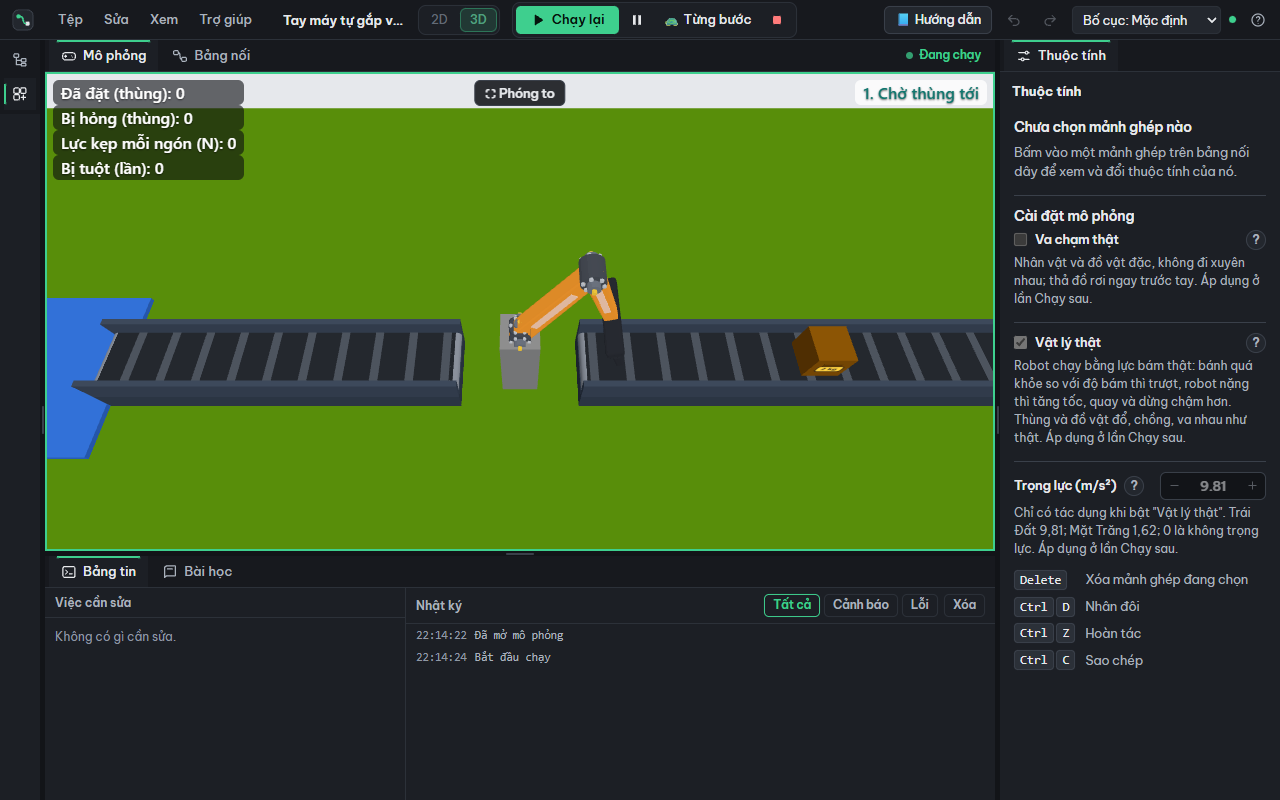 Tệp Sửa Xem Trợ giúp Tay máy tự gắp v... 2D 3D Chạy lại Từng bước Hướng dẫn Bố cục: Mặc định
Mô phỏng Bảng nối Đang chạy Thuộc tính
Đã đặt (thùng): 0
Bị hỏng (thùng): 0
Lực kẹp mỗi ngón (N): 0
Bị tuột (lần): 0
Phóng to
1. Chờ thùng tới
Thuộc tính
Chưa chọn mảnh ghép nào
Bấm vào một mảnh ghép trên bảng nối
dây để xem và đổi thuộc tính của nó.
Cài đặt mô phỏng
Va chạm thật ?
Nhân vật và đồ vật đặc, không đi xuyên
nhau; thả đồ rơi ngay trước tay. Áp dụng ở
lần Chạy sau.
Vật lý thật ?
Robot chạy bằng lực bám thật: bánh quá
khỏe so với độ bám thì trượt, robot nặng
thì tăng tốc, quay và dừng chậm hơn.
Thùng và đồ vật đổ, chồng, va nhau như
thật. Áp dụng ở lần Chạy sau.
Trọng lực (m/s²) ? − 9.81 +
Chỉ có tác dụng khi bật "Vật lý thật". Trái
Đất 9,81; Mặt Trăng 1,62; 0 là không trọng
lực. Áp dụng ở lần Chạy sau.
Delete Xóa mảnh ghép đang chọn
Ctrl D Nhân đôi
Ctrl Z Hoàn tác
Ctrl C Sao chép
Bảng tin Bài học
Việc cần sửa
Không có gì cần sửa.
Nhật ký Tất cả Cảnh báo Lỗi Xóa
22:14:22 Đã mở mô phỏng
22:14:24 Bắt đầu chạy